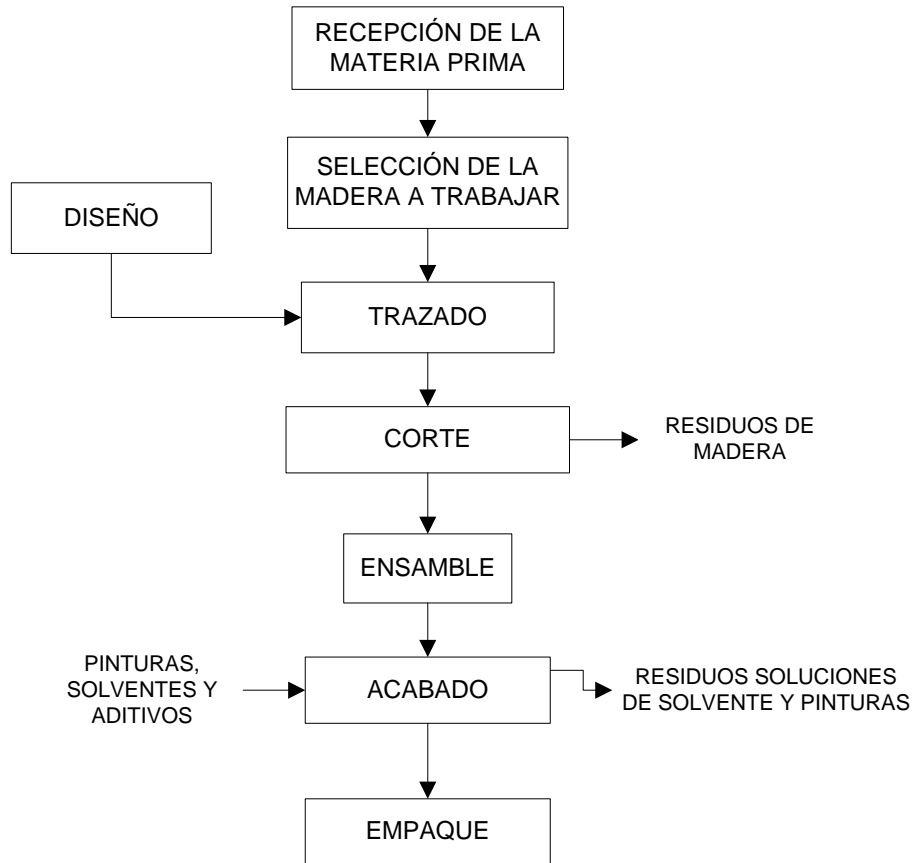 RECEPCIÓN DE LA
MATERIA PRIMA
SELECCIÓN DE LA
MADERA A TRABAJAR
DISEÑO
TRAZADO
CORTE
RESIDUOS DE
MADERA
ENSAMBLE
PINTURAS,
SOLVENTES Y
ADITIVOS
ACABADO
RESIDUOS SOLUCIONES
DE SOLVENTE Y PINTURAS
EMPAQUE